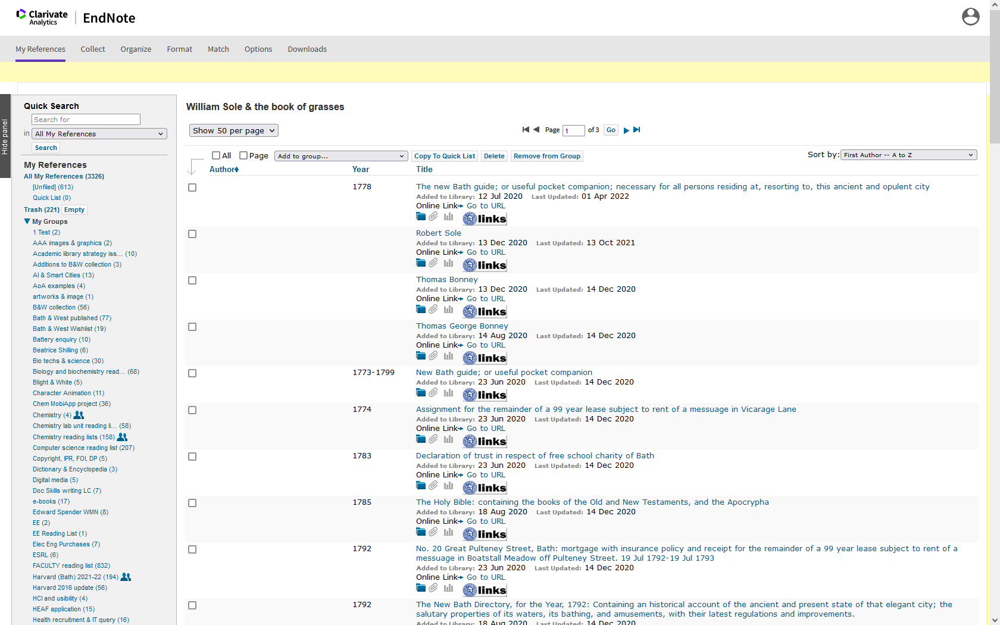 Clarivate
Analytics
EndNote
My References Collect Organize Format Match Options Downloads
Hide panel
Quick Search
Search for
in All My References
Search
My References
All My References (3326)
[Unfiled] (613)
Quick List (0)
Trash (221) Empty
My Groups
1 Test (2)
AAA images & graphics (2)
Academic library strategy iss... (10)
Additions to B&W collection (3)
AI & Smart Cities (13)
AoA examples (4)
artworks & image (1)
B&W collection (56)
Bath & West published (77)
Bath & West Wishlist (19)
Battery enquiry (10)
Beatrice Shilling (6)
Bio techs & science (30)
Biology and biochemistry read... (68)
Blight & White (5)
Character Animation (11)
Chem MobiApp project (36)
Chemistry (4)
Chemistry lab unit reading li... (58)
Chemistry reading lists (158)
Computer science reading list (207)
Copyright, IPR, FOI, DP (5)
Dictionary & Encyclopedia (3)
Digital media (5)
Doc Skills writing LC (7)
e-books (17)
Edward Spender WMN (8)
EE (2)
EE Reading List (1)
Elec Eng Purchases (7)
ESRL (6)
FACULTY reading list (832)
Harvard (Bath) 2021-22 (194)
Harvard 2016 update (56)
HCI and usibility (4)
HEAF application (15)
Health recruitment & IT query (16)
William Sole & the book of grasses
Show 50 per page
Page 1 of 3 Go
All Page Add to group... Copy To Quick List Delete Remove from Group
Sort by: First Author -- A to Z
Author Year Title
1778 The new Bath guide; or useful pocket companion; necessary for all persons residing at, resorting to, this ancient and opulent city
Added to Library: 12 Jul 2020 Last Updated: 01 Apr 2022
Online Link Go to URL
links
Robert Sole
Added to Library: 13 Dec 2020 Last Updated: 13 Oct 2021
Online Link Go to URL
links
Thomas Bonney
Added to Library: 13 Dec 2020 Last Updated: 14 Dec 2020
Online Link Go to URL
links
Thomas George Bonney
Added to Library: 14 Aug 2020 Last Updated: 14 Dec 2020
Online Link Go to URL
links
1773-1799 New Bath guide; or useful pocket companion
Added to Library: 23 Jun 2020 Last Updated: 14 Dec 2020
links
1774 Assignment for the remainder of a 99 year lease subject to rent of a messuage in Vicarage Lane
Added to Library: 23 Jun 2020 Last Updated: 14 Dec 2020
Online Link Go to URL
links
1783 Declaration of trust in respect of free school charity of Bath
Added to Library: 23 Jun 2020 Last Updated: 14 Dec 2020
Online Link Go to URL
links
1785 The Holy Bible: containing the books of the Old and New Testaments, and the Apocrypha
Added to Library: 18 Aug 2020 Last Updated: 14 Dec 2020
Online Link Go to URL
links
1792 No. 20 Great Pulteney Street, Bath: mortgage with insurance policy and receipt for the remainder of a 99 year lease subject to rent of a
messuage in Boatstall Meadow off Pulteney Street. 19 Jul 1792-19 Jul 1793
Added to Library: 23 Jun 2020 Last Updated: 14 Dec 2020
Online Link Go to URL
links
1792 The New Bath Directory, for the Year, 1792: Containing an historical account of the ancient and present state of that elegant city; the
salutary properties of its waters, its bathing, and amusements, with their latest regulations and improvements.
Added to Library: 18 Aug 2020 Last Updated: 14 Dec 2020